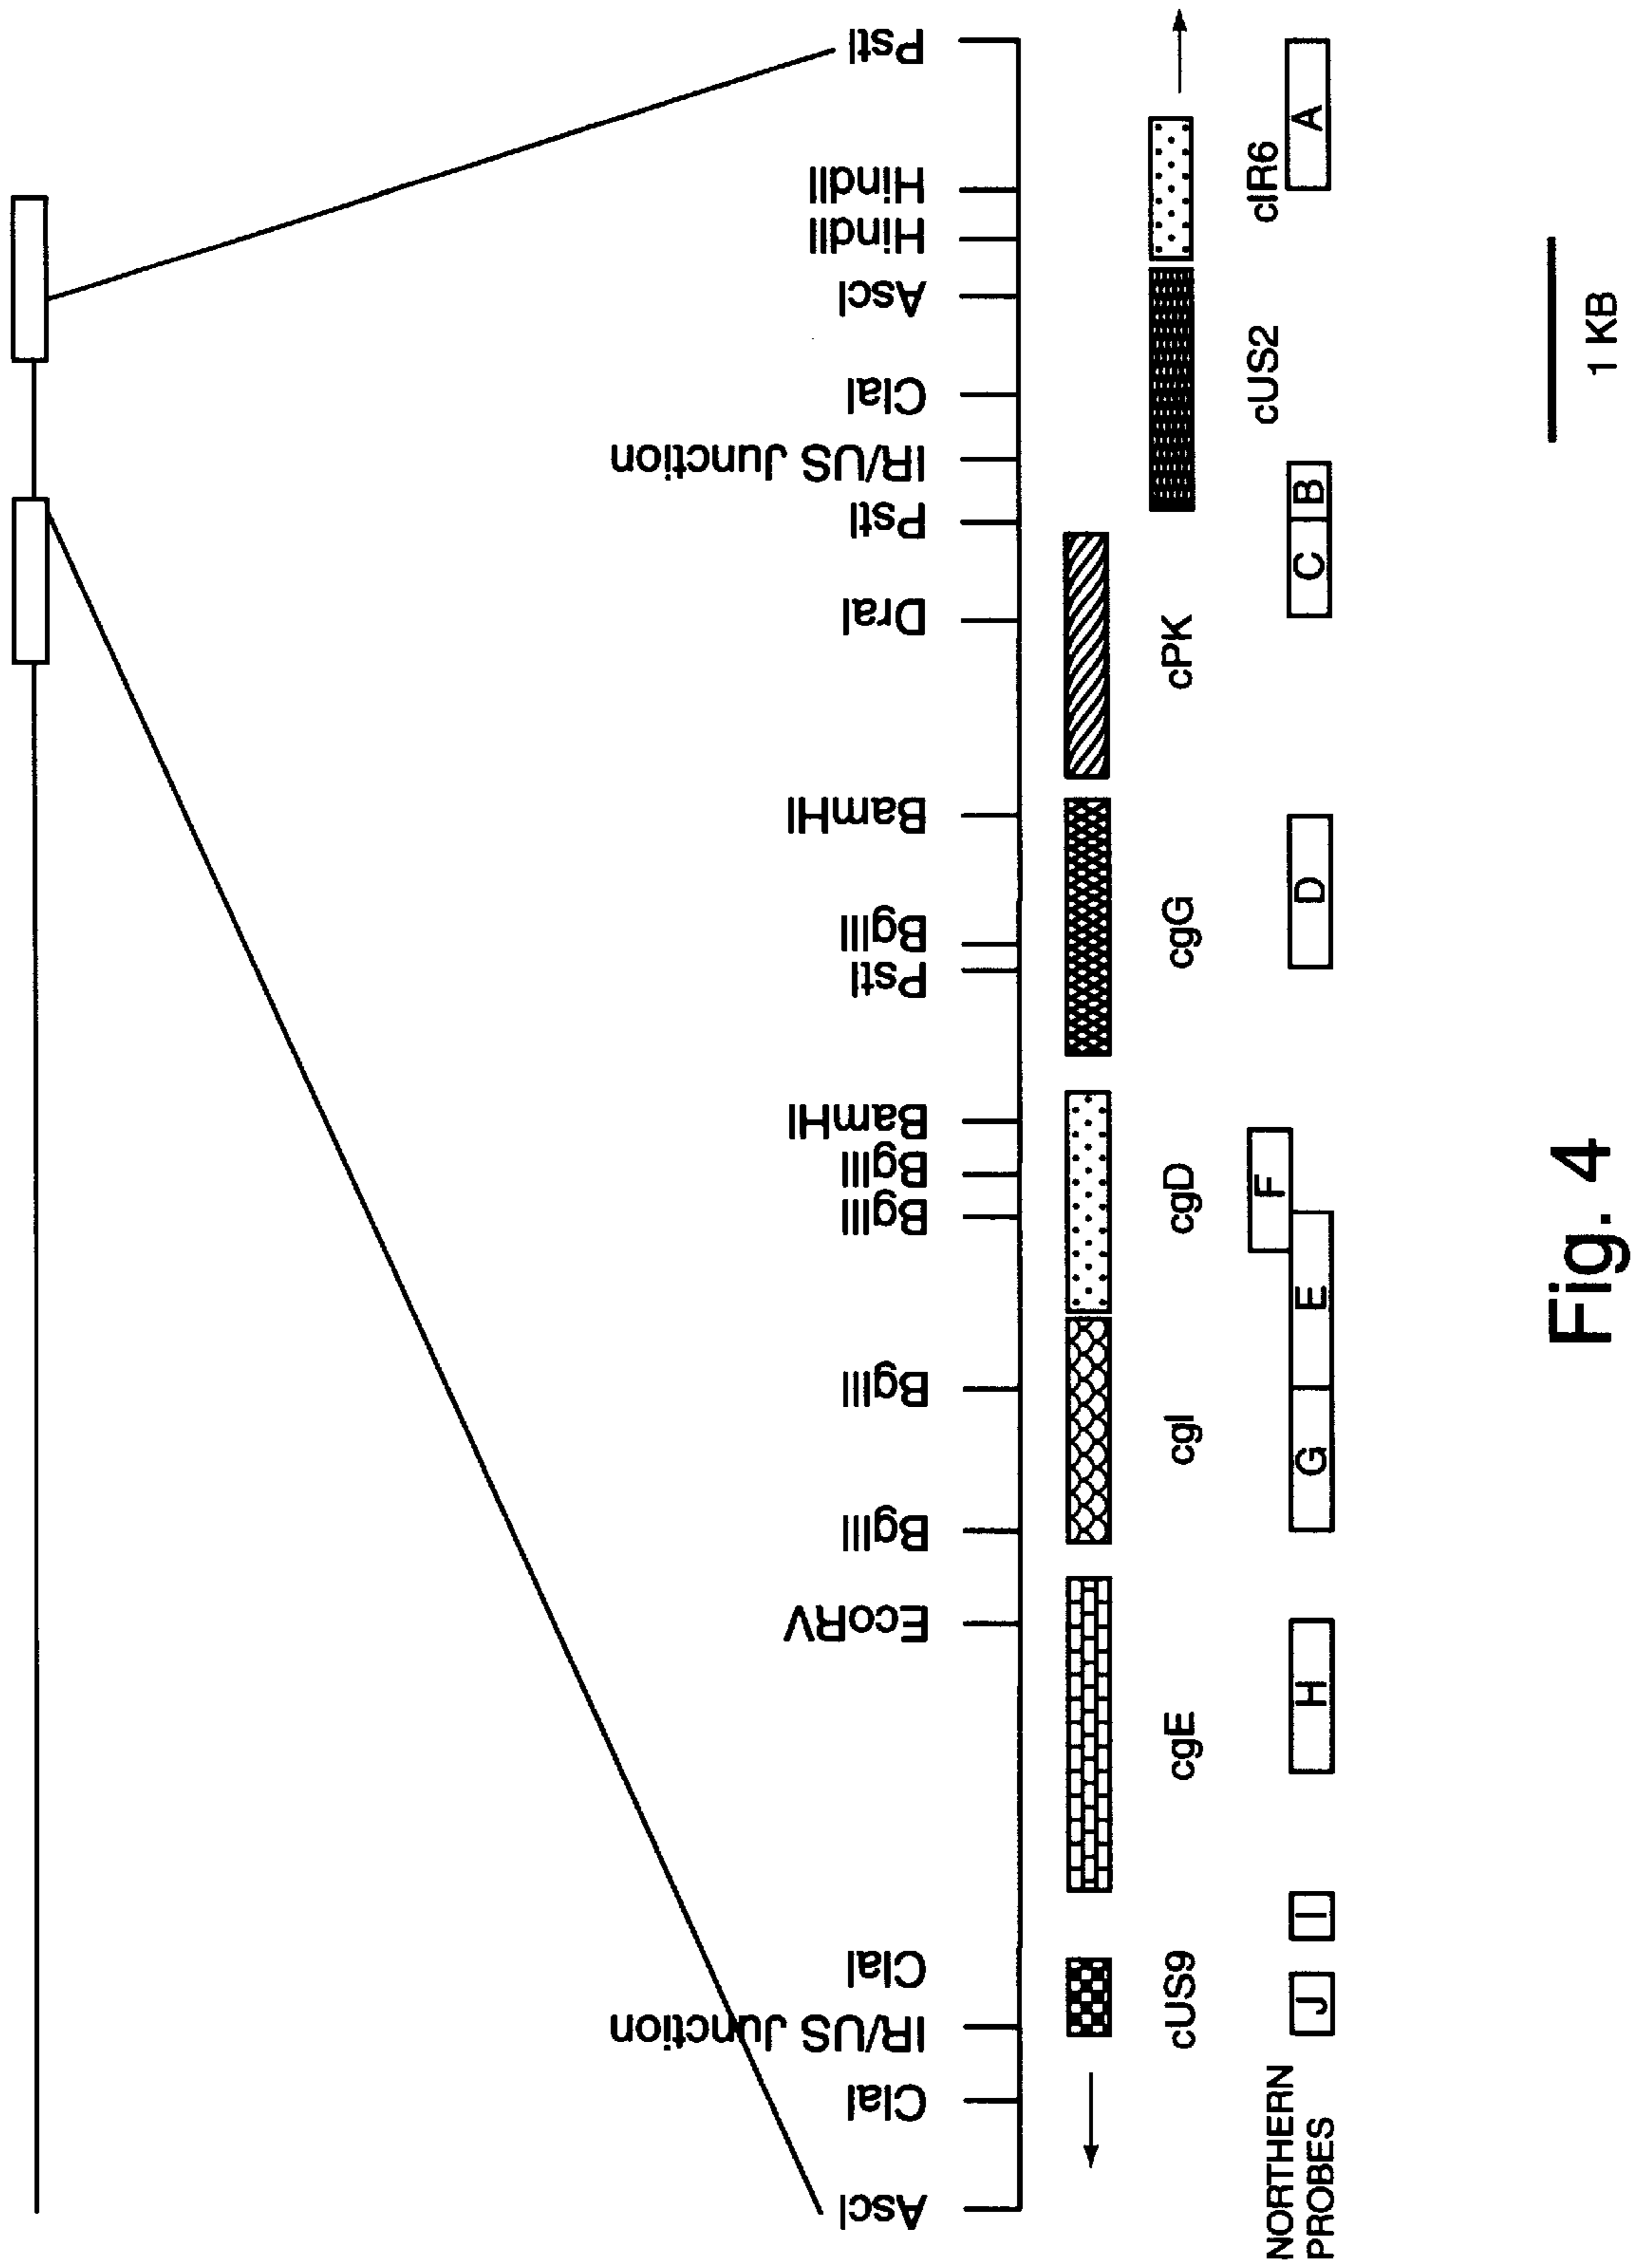 AscI
ClaI
IR/US Junction
ClaI
EcoRV
BglII
BglII
BglII
BglII
BamHI
PstI
BglII
BamHI
DraI
PstI
IR/US Junction
ClaI
AscI
HindII
HindII
PstI
cUS9
cgE
cgI
cgD
cgG
cPK
cUS2
cIR6
NORTHERN
PROBES
J
I
H
G
E
F
D
C
B
A
1 KB
Fig. 4